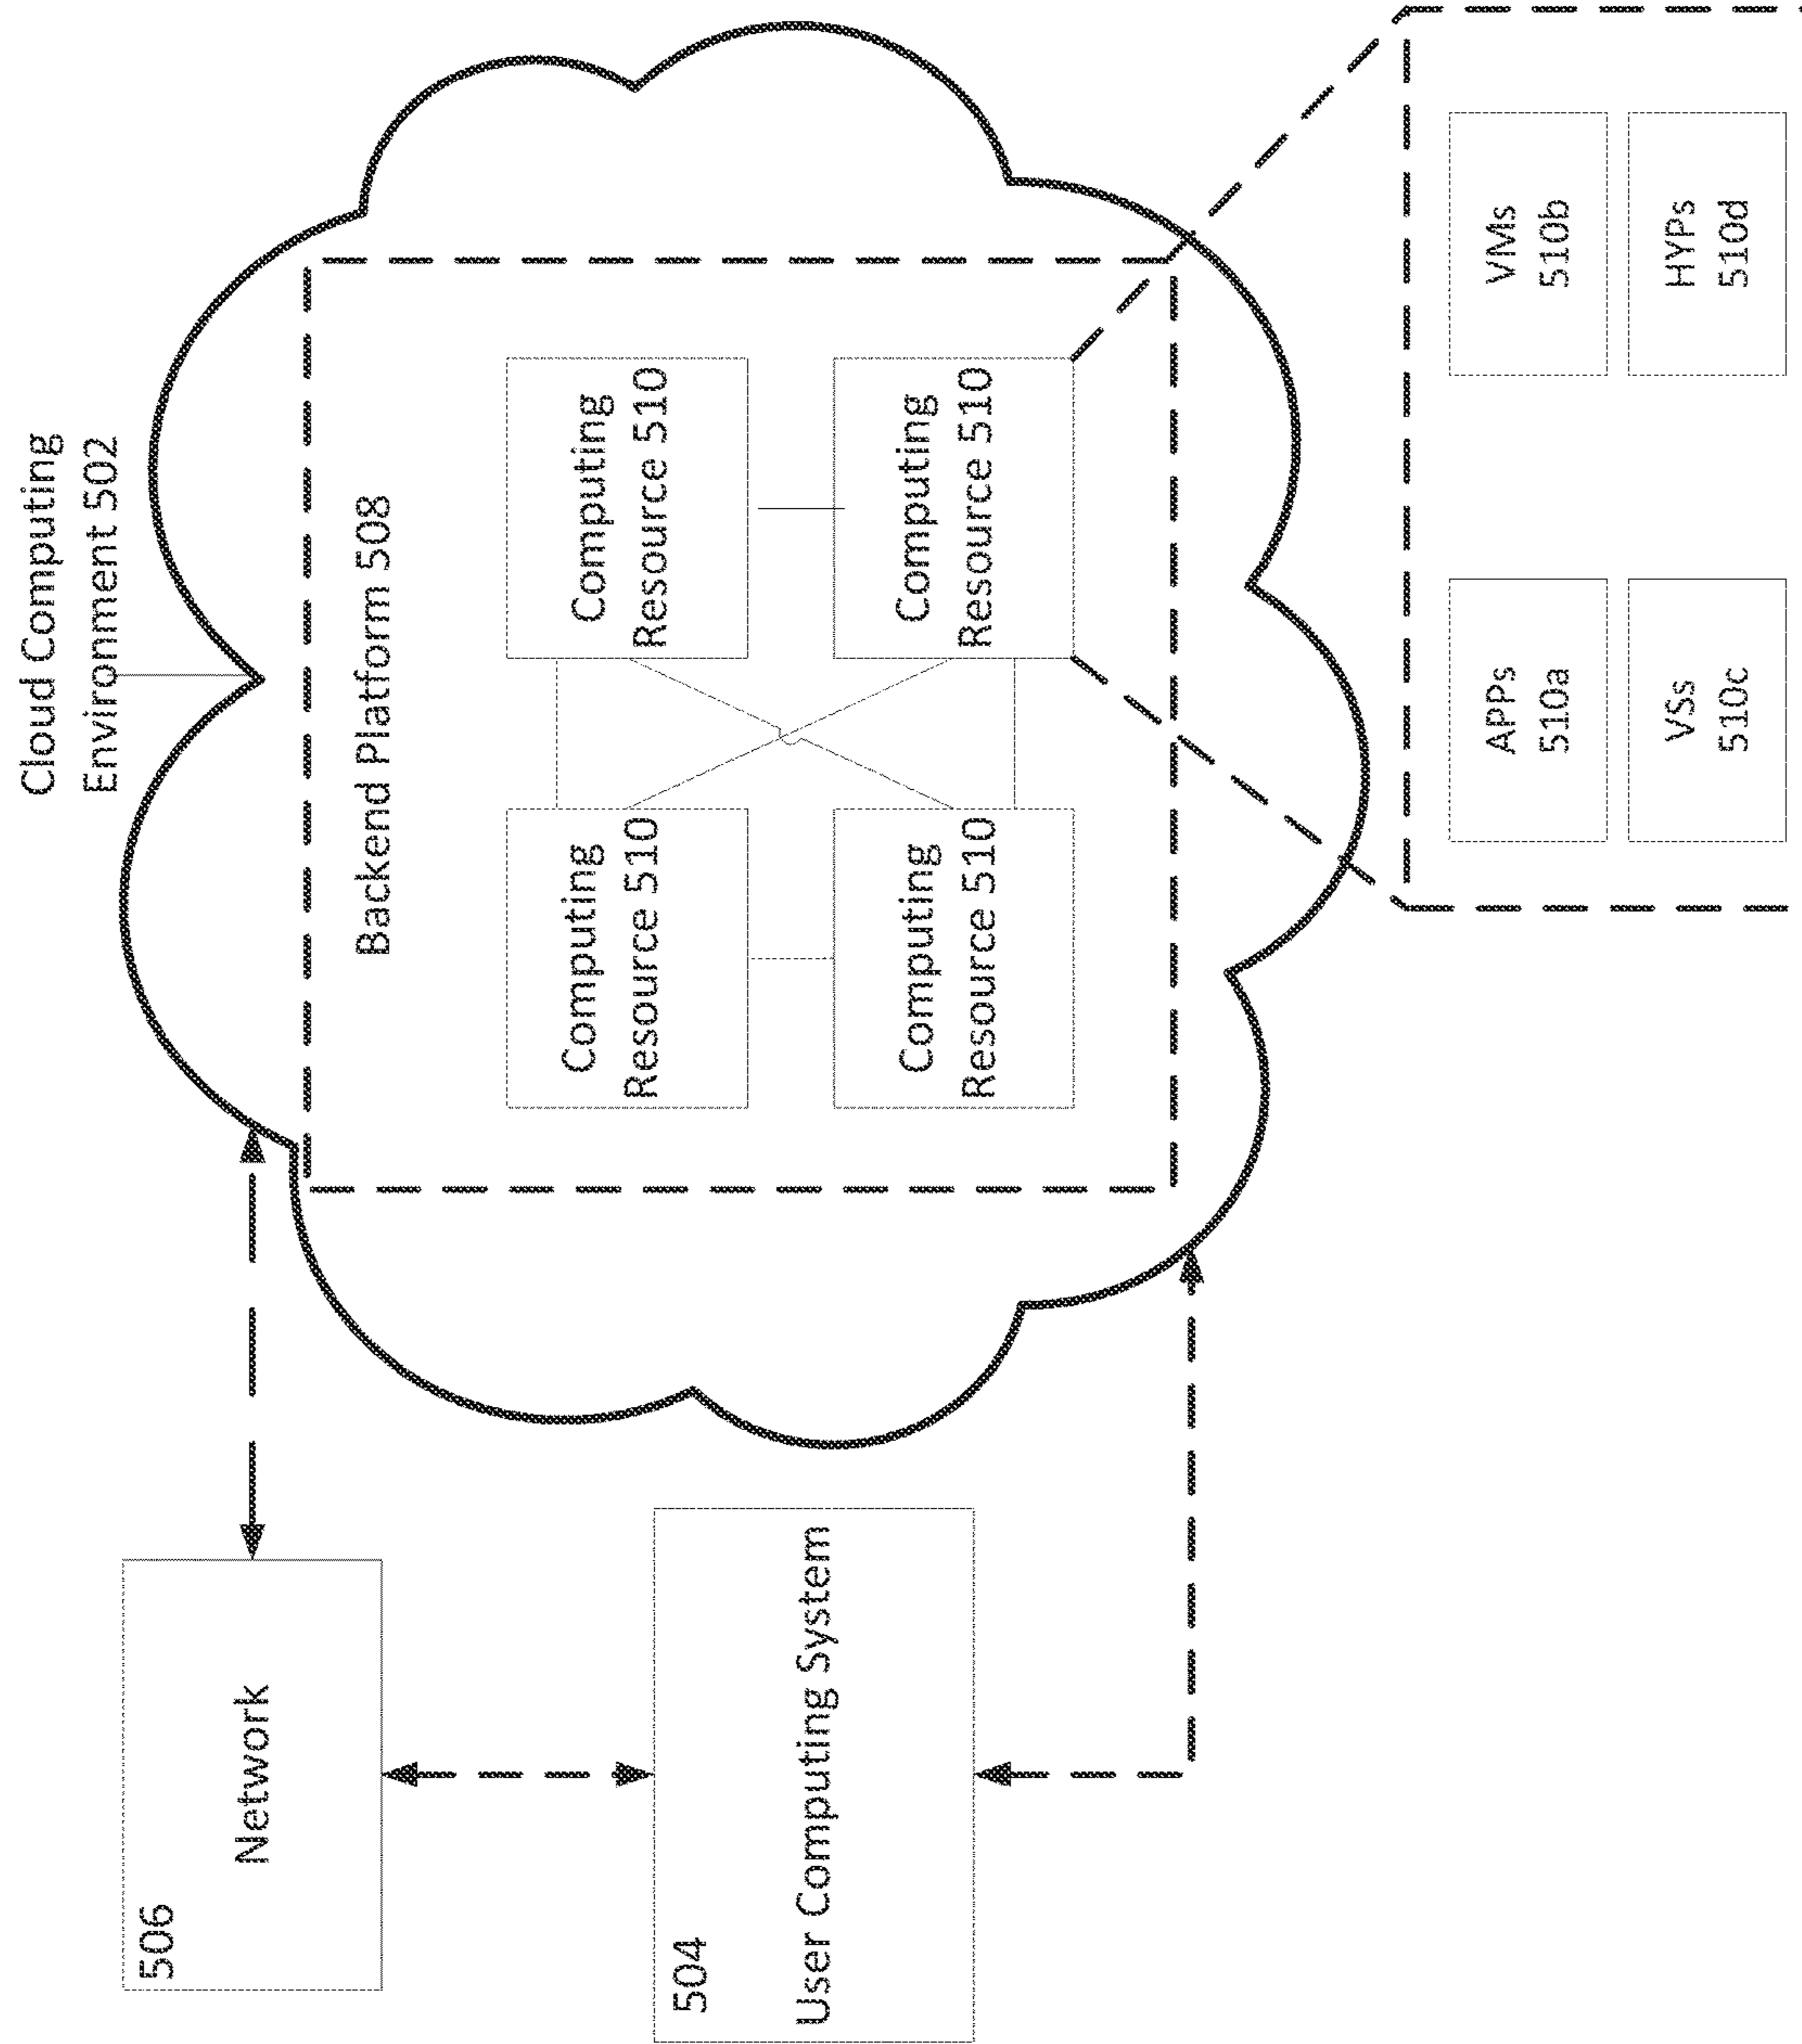 Cloud Computing
Environment 502
506
Network
Backend Platform 508
Computing
Resource 510
Computing
Resource 510
504
User Computing System
Computing
Resource 510
Computing
Resource 510
APPs
510a
VMs
510b
VSs
510c
HYPs
510d